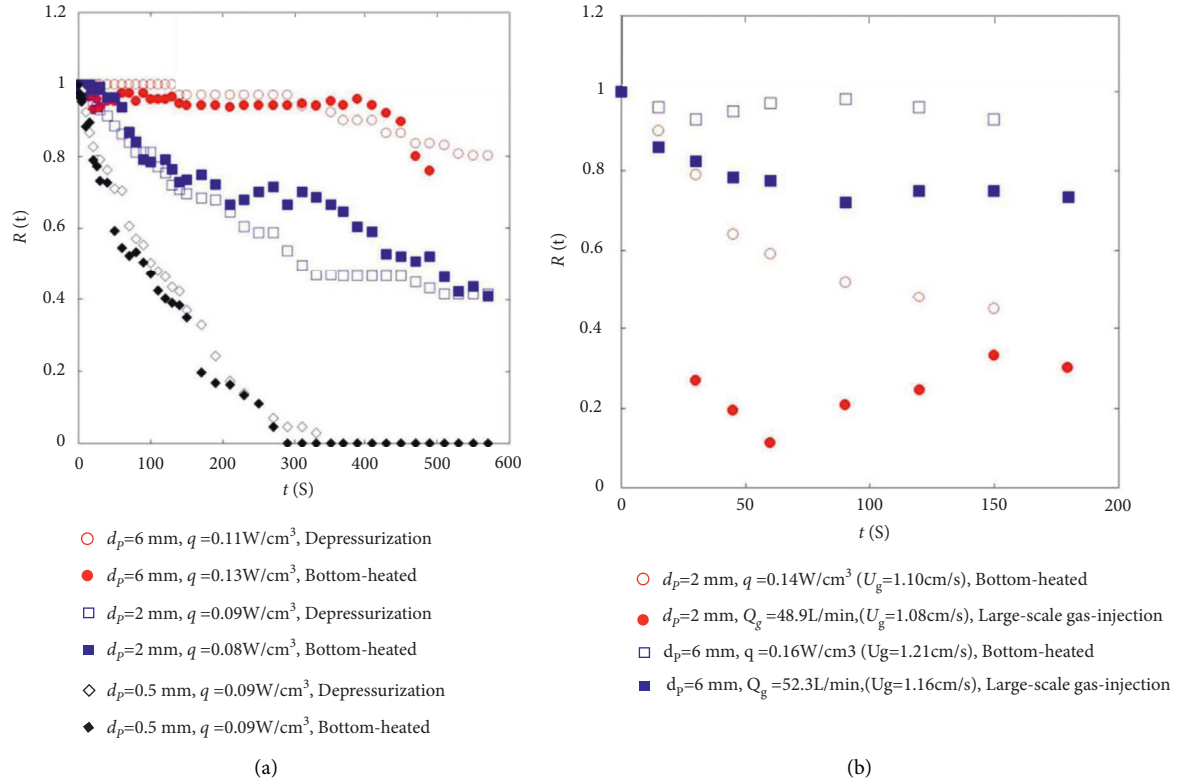 1.2
1
0.8
0.6
0.4
0.2
0
R (t)
0 100 200 300 400 500 600
t (S)
dP=6 mm, q =0.11W/cm³, Depressurization
dP=6 mm, q =0.13W/cm³, Bottom-heated
dP=2 mm, q =0.09W/cm³, Depressurization
dP=2 mm, q =0.08W/cm³, Bottom-heated
dP=0.5 mm, q =0.09W/cm³, Depressurization
dP=0.5 mm, q =0.09W/cm³, Bottom-heated
(a)
1.2
1
0.8
0.6
0.4
0.2
0
R (t)
0 50 100 150 200
t (S)
dP=2 mm, q =0.14W/cm³ (Ug=1.10cm/s), Bottom-heated
dP=2 mm, Qg =48.9L/min,(Ug=1.08cm/s), Large-scale gas-injection
dP=6 mm, q =0.16W/cm3 (Ug=1.21cm/s), Bottom-heated
dP=6 mm, Qg =52.3L/min,(Ug=1.16cm/s), Large-scale gas-injection
(b)